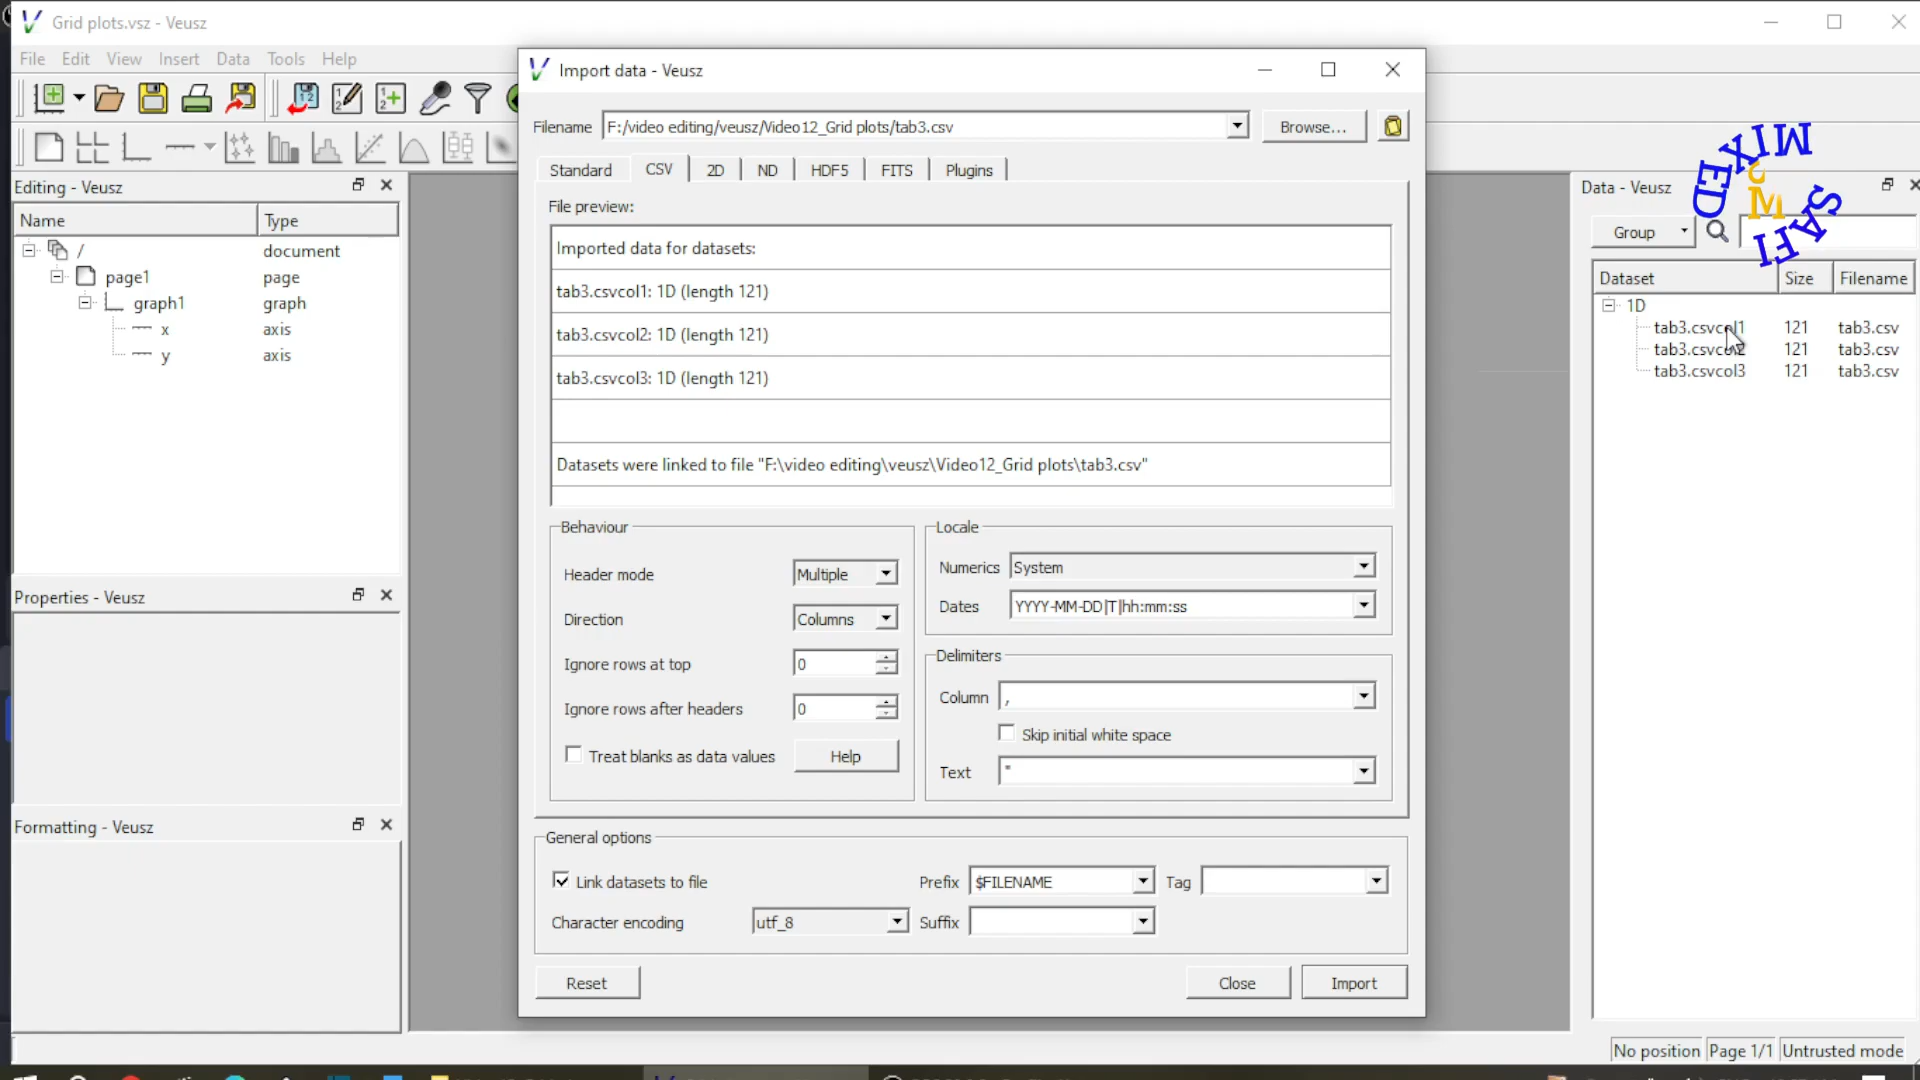 Grid plots.vsz - Veusz
File Edit View Insert Data Tools Help
Editing - Veusz
Name Type
/ document
page1 page
graph1 graph
x axis
y axis
Properties - Veusz
Formatting - Veusz
Import data - Veusz
Filename F:/video editing/veusz/Video12_Grid plots/tab3.csv Browse...
Standard CSV 2D ND HDF5 FITS Plugins
File preview:
Imported data for datasets:
tab3.csvcol1: 1D (length 121)
tab3.csvcol2: 1D (length 121)
tab3.csvcol3: 1D (length 121)
Datasets were linked to file "F:\video editing\veusz\Video12_Grid plots\tab3.csv"
Behaviour
Header mode Multiple
Direction Columns
Ignore rows at top 0
Ignore rows after headers 0
Treat blanks as data values Help
Locale
Numerics System
Dates YYYY-MM-DD|T|hh:mm:ss
Delimiters
Column ,
Skip initial white space
Text "
General options
Link datasets to file Prefix $FILENAME Tag
Character encoding utf_8 Suffix
Reset Close Import
Data - Veusz
MIXED
M2
SAFI
Group
Dataset Size Filename
1D
tab3.csvcol1 121 tab3.csv
tab3.csvcol2 121 tab3.csv
tab3.csvcol3 121 tab3.csv
No position Page 1/1 Untrusted mode